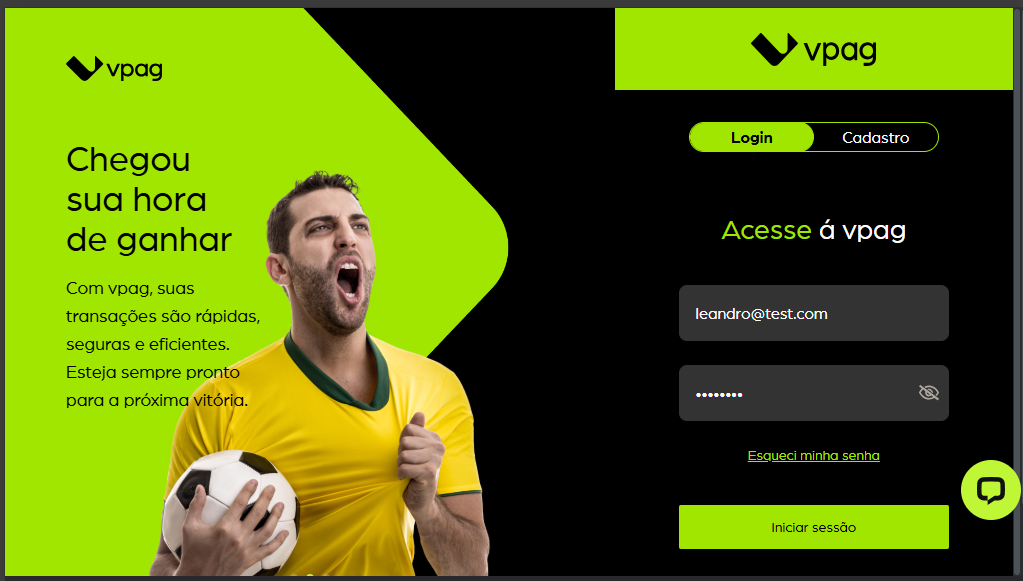 vpag
Chegou
sua hora
de ganhar
Com vpag, suas
transações são rápidas,
seguras e eficientes.
Esteja sempre pronto
para a próxima vitória.
vpag
Login
Cadastro
Acesse á vpag
leandro@test.com
••••••••
Esqueci minha senha
Iniciar sessão